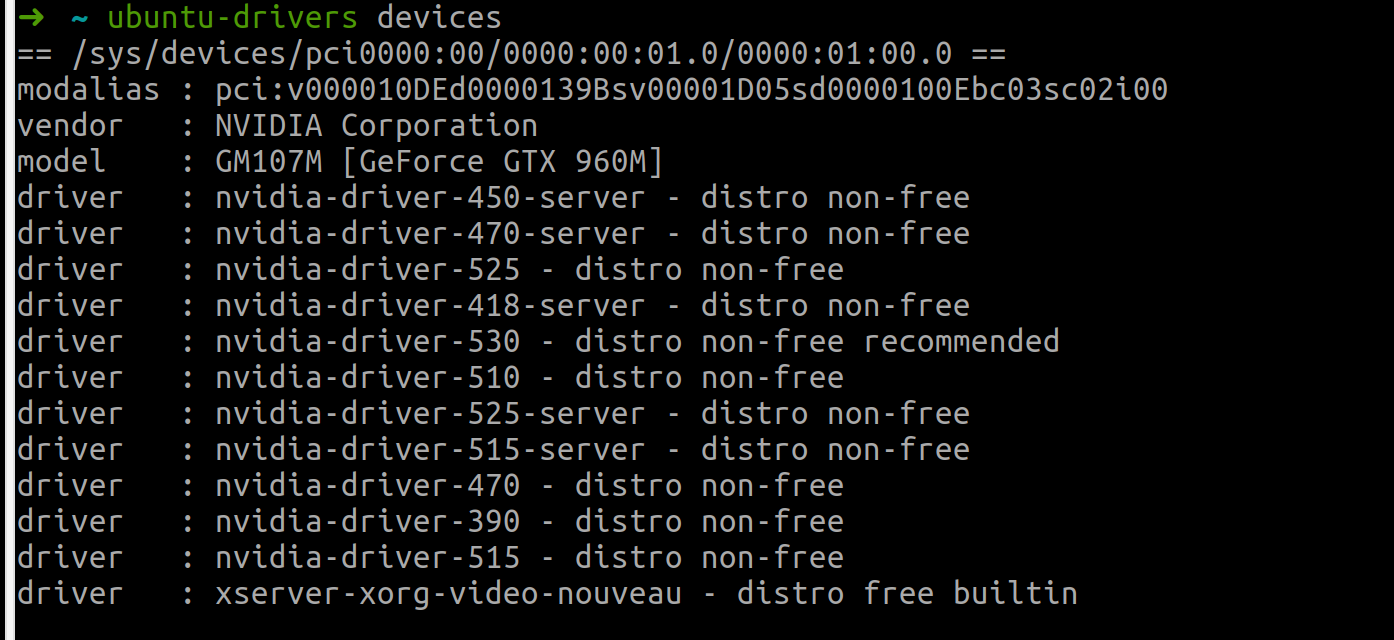 ➜ ~ ubuntu-drivers devices
== /sys/devices/pci0000:00/0000:00:01.0/0000:01:00.0 ==
modalias : pci:v000010DEd0000139Bsv00001D05sd0000100Ebc03sc02i00
vendor   : NVIDIA Corporation
model    : GM107M [GeForce GTX 960M]
driver   : nvidia-driver-450-server - distro non-free
driver   : nvidia-driver-470-server - distro non-free
driver   : nvidia-driver-525 - distro non-free
driver   : nvidia-driver-418-server - distro non-free
driver   : nvidia-driver-530 - distro non-free recommended
driver   : nvidia-driver-510 - distro non-free
driver   : nvidia-driver-525-server - distro non-free
driver   : nvidia-driver-515-server - distro non-free
driver   : nvidia-driver-470 - distro non-free
driver   : nvidia-driver-390 - distro non-free
driver   : nvidia-driver-515 - distro non-free
driver   : xserver-xorg-video-nouveau - distro free builtin